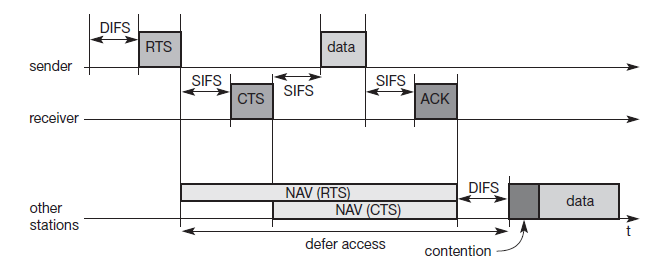 DIFS
RTS
data
sender
SIFS
SIFS
SIFS
CTS
ACK
receiver
NAV (RTS)
DIFS
NAV (CTS)
data
other
stations
t
defer access
contention